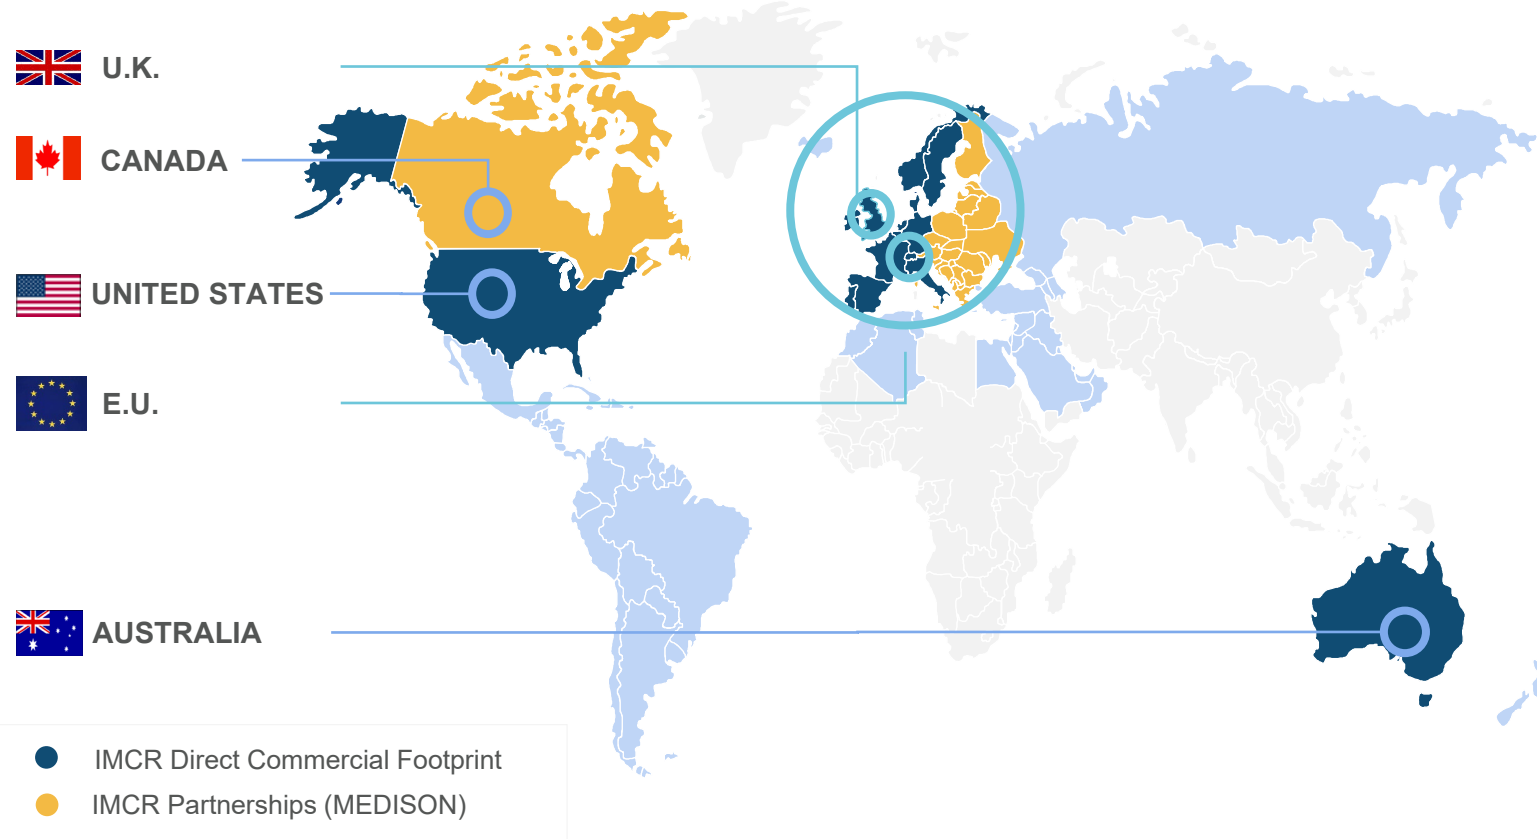 U.K.
CANADA
UNITED STATES
E.U.
AUSTRALIA
IMCR Direct Commercial Footprint
IMCR Partnerships (MEDISON)